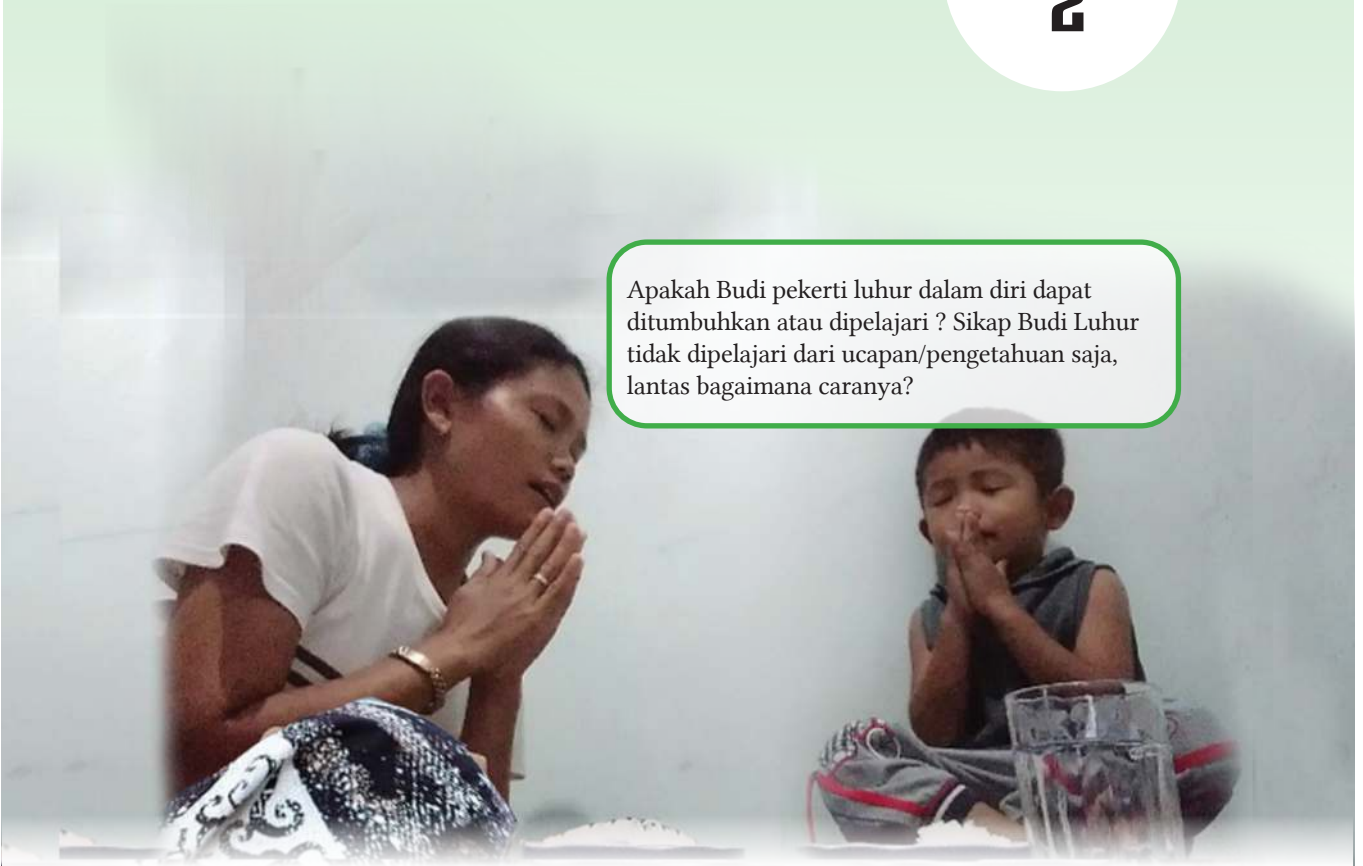 2
Apakah Budi pekerti luhur dalam diri dapat
ditumbuhkan atau dipelajari ? Sikap Budi Luhur
tidak dipelajari dari ucapan/pengetahuan saja,
lantas bagaimana caranya?